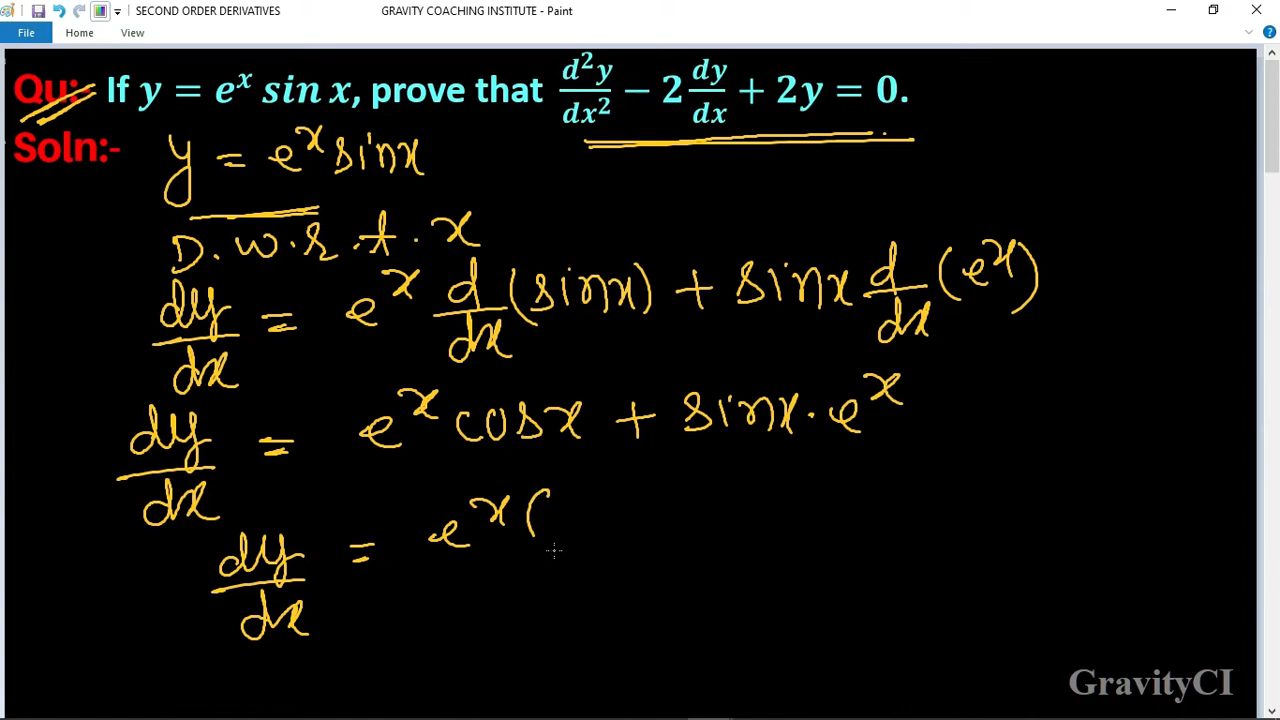 SECOND ORDER DERIVATIVES GRAVITY COACHING INSTITUTE - Paint
File Home View
Qu:- If y = e^x sin x, prove that d²y/dx² − 2 dy/dx + 2y = 0.
Soln:- y = e^x sinx
D. w. r. t. x
dy/dx = e^x d/dx (sinx) + sinx d/dx (e^x)
dy/dx = e^x cosx + sinx · e^x
dy/dx = e^x (
GravityCI